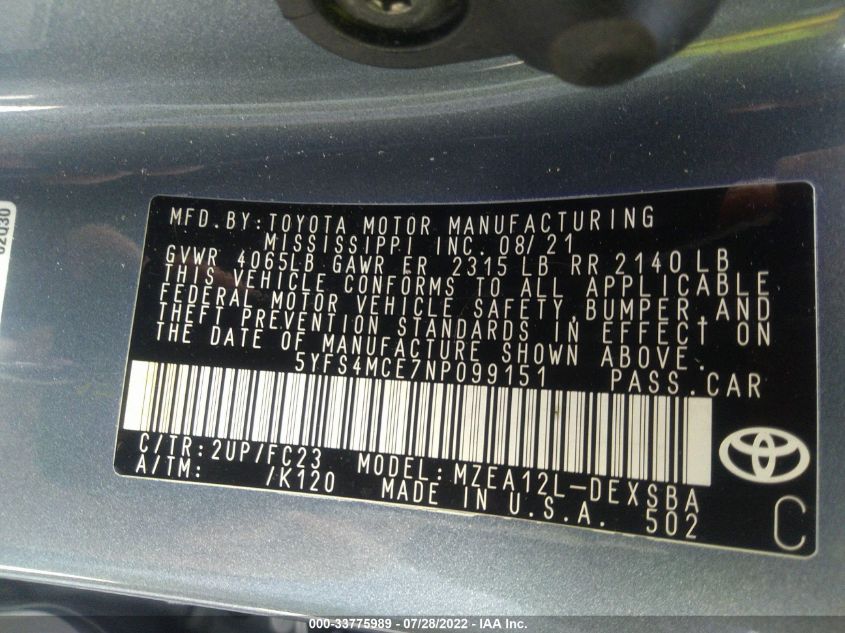 MFD.BY:TOYOTA MOTOR MANUFACTURING
MISSISSIPPI INC. 08/21
GVWR 4065LB GAWR FR 2315 LB RR 2140 LB
THIS VEHICLE CONFORMS TO ALL APPLICABLE
FEDERAL MOTOR VEHICLE SAFETY,BUMPER,AND
THEFT PREVENTION STANDARDS IN EFFECT ON
THE DATE OF MANUFACTURE SHOWN ABOVE.
5YFS4MCE7NP099151 PASS.CAR
C/TR:2UP/FC23 MODEL:MZEA12L-DEXSBA
A/TM: /K120 MADE IN U.S.A. 502
C
000-33775989 - 07/28/2022 - IAA Inc.